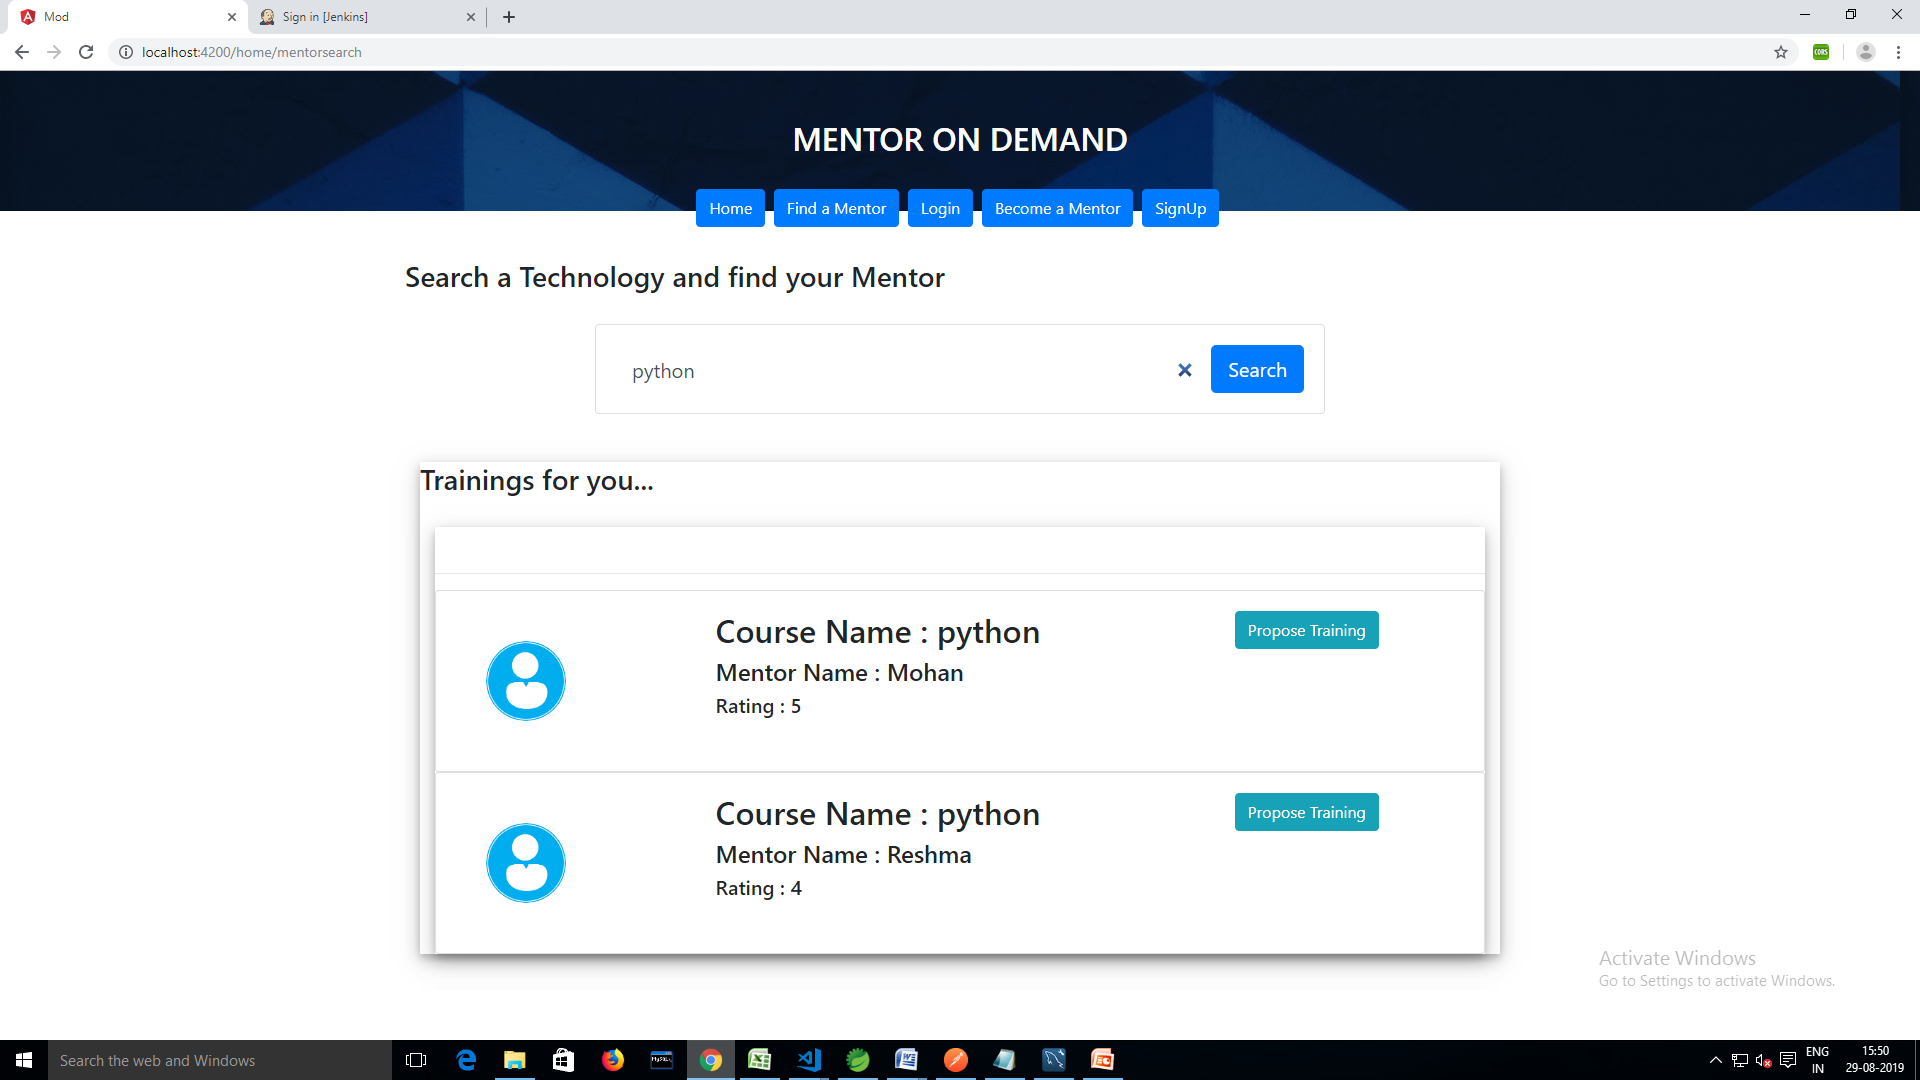 Mod
Sign in [Jenkins]
localhost:4200/home/mentorsearch
CORS
MENTOR ON DEMAND
Home
Find a Mentor
Login
Become a Mentor
SignUp
Search a Technology and find your Mentor
python
Search
Trainings for you...
Course Name : python
Propose Training
Mentor Name : Mohan
Rating : 5
Course Name : python
Propose Training
Mentor Name : Reshma
Rating : 4
Activate Windows
Go to Settings to activate Windows.
Search the web and Windows
ENG
IN
15:50
29-08-2019